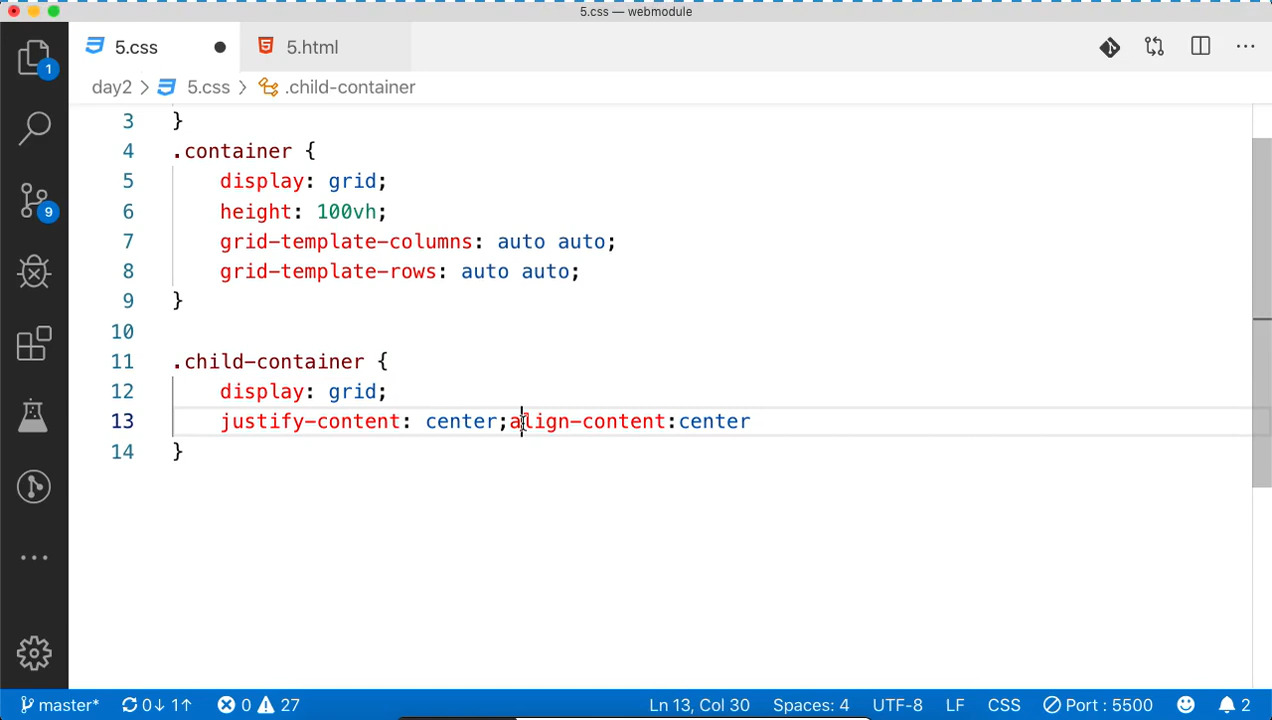 5.css — webmodule
5.css
5.html
day2 > 5.css > .child-container
3 }
4 .container {
5 display: grid;
6 height: 100vh;
7 grid-template-columns: auto auto;
8 grid-template-rows: auto auto;
9 }
10
11 .child-container {
12 display: grid;
13 justify-content: center;align-content:center
14 }
1
9
master* 0↓ 1↑ 0 27 Ln 13, Col 30 Spaces: 4 UTF-8 LF CSS Port : 5500 2